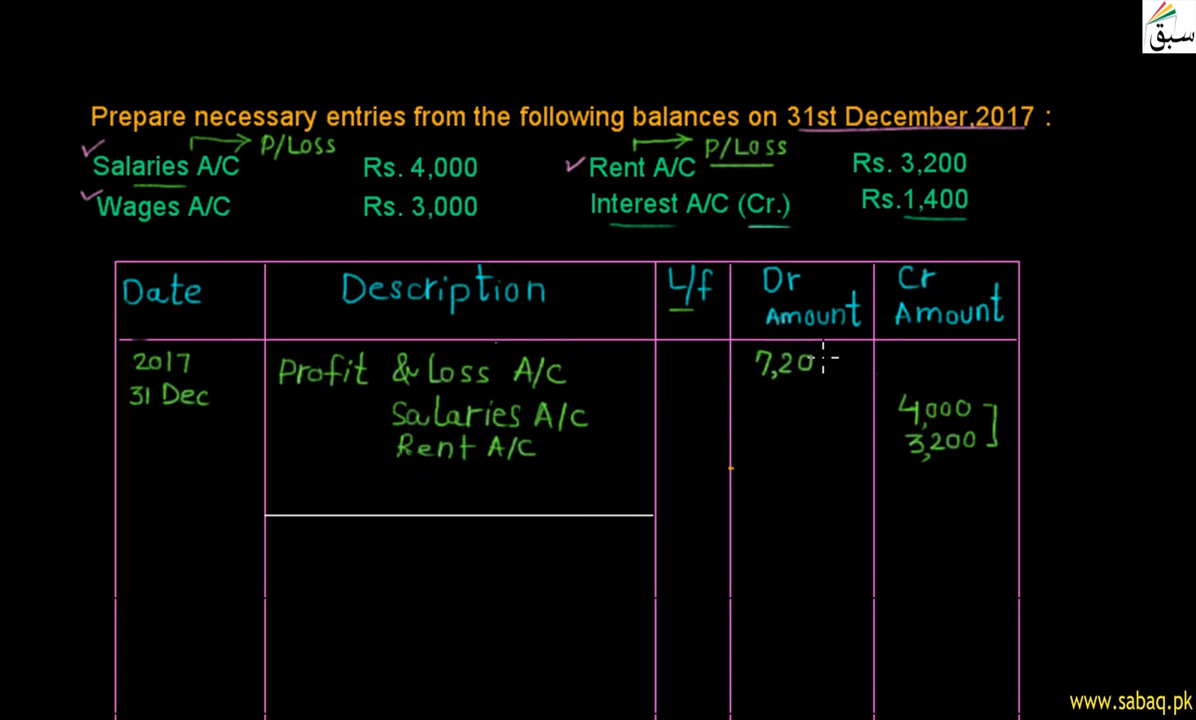 سبق
Prepare necessary entries from the following balances on 31st December,2017 :
Salaries A/C P/Loss Rs. 4,000 Rent A/C P/Loss Rs. 3,200
Wages A/C Rs. 3,000 Interest A/C (Cr.) Rs.1,400
Date Description L/f Dr Amount Cr Amount
2017 Profit & Loss A/C 7,20
31 Dec Salaries A/C 4,000
Rent A/C 3,200
www.sabaq.pk